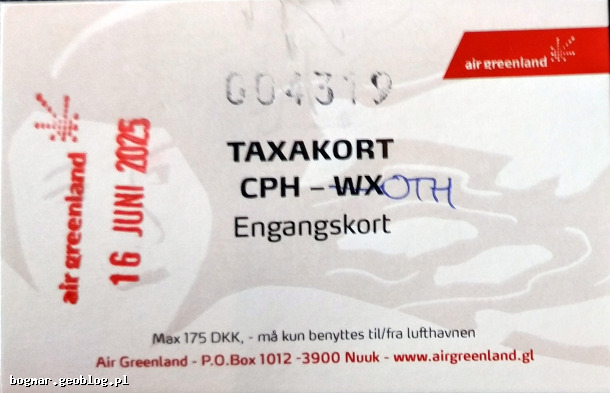 air greenland
004319
air greenland
16 JUNI 2025
TAXAKORT
CPH – WX OTH
Engangskort
Max 175 DKK, - må kun benyttes til/fra lufthavnen
Air Greenland - P.O.Box 1012 -3900 Nuuk - www.airgreenland.gl
bognar.geoblog.pl